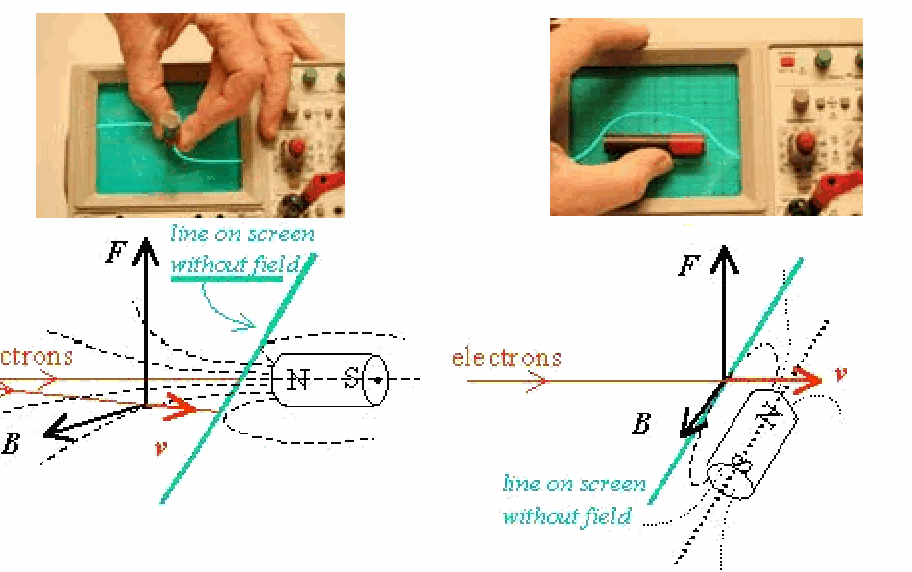 line on screen
without field
F
ctrons
N S
B
v
F
electrons
v
B
N
S
line on screen
without field